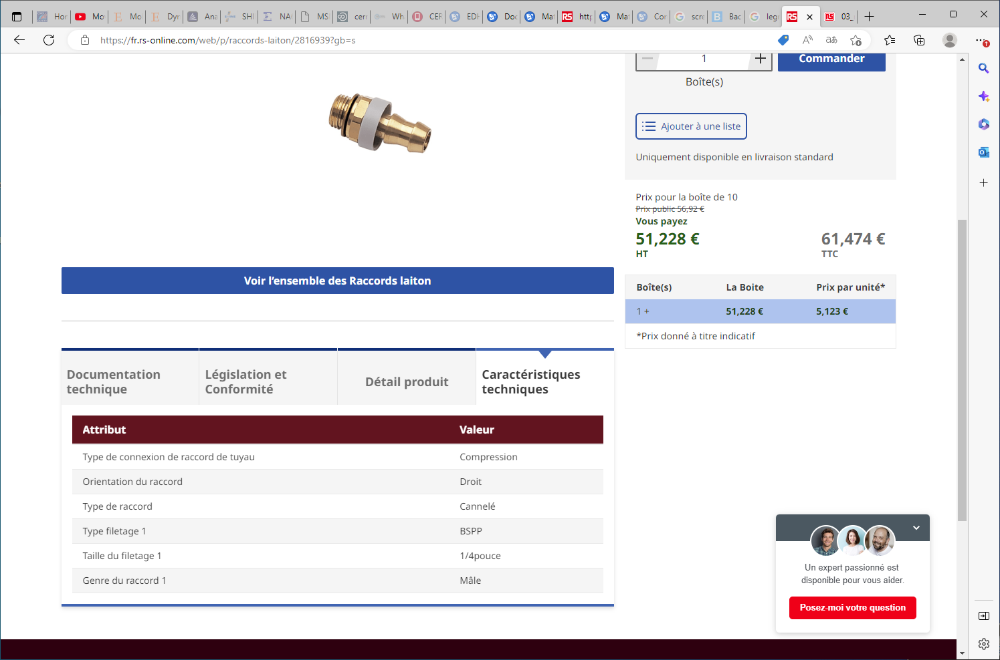 Hor
Mo
Mo
Dyr
Ana
SHI
NA
MS
cerr
Wh
CEF
EDI
Doc
Mat
http
Mat
Cor
scre
Bac
leg
03_
https://fr.rs-online.com/web/p/raccords-laiton/2816939?gb=s
1
Commander
Boîte(s)
Ajouter à une liste
Uniquement disponible en livraison standard
Prix pour la boîte de 10
Prix public 56,92 €
Vous payez
51,228 € 61,474 €
HT TTC
Voir l'ensemble des Raccords laiton
Boîte(s) La Boite Prix par unité*
1 + 51,228 € 5,123 €
*Prix donné à titre indicatif
Documentation technique
Législation et Conformité
Détail produit
Caractéristiques techniques
Attribut Valeur
Type de connexion de raccord de tuyau Compression
Orientation du raccord Droit
Type de raccord Cannelé
Type filetage 1 BSPP
Taille du filetage 1 1/4pouce
Genre du raccord 1 Mâle
Un expert passionné est
disponible pour vous aider.
Posez-moi votre question